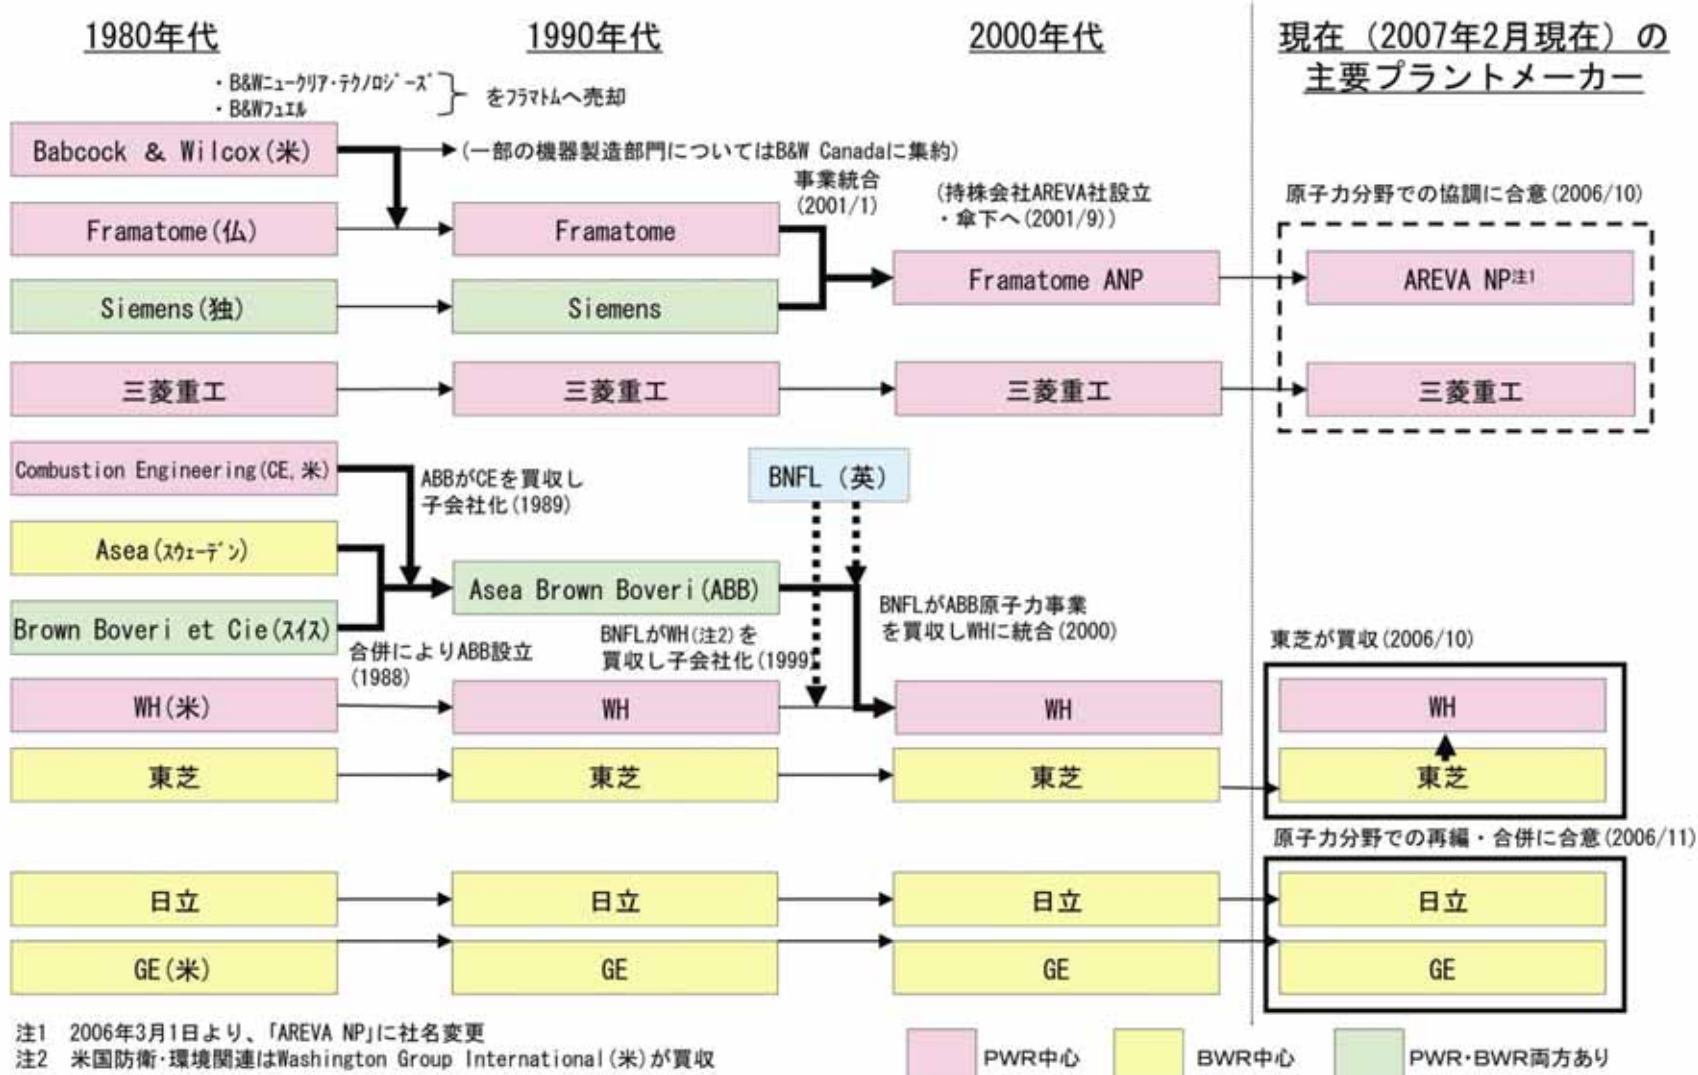 1980年代
1990年代
2000年代
現在（2007年2月現在）の
主要プラントメーカー
・B&Wニュークリア・テクノロジーズ
・B&Wフュエル
をフラマトムへ売却
Babcock & Wilcox(米)
(一部の機器製造部門についてはB&W Canadaに集約)
事業統合
(2001/1)
(持株会社AREVA社設立
・傘下へ(2001/9))
原子力分野での協調に合意(2006/10)
Framatome(仏)
Framatome
Framatome ANP
AREVA NP注1
Siemens(独)
Siemens
三菱重工
三菱重工
三菱重工
三菱重工
Combustion Engineering(CE, 米)
ABBがCEを買収し
子会社化(1989)
BNFL (英)
Asea(スウェーデン)
Asea Brown Boveri(ABB)
Brown Boveri et Cie(スイス)
合併によりABB設立
(1988)
BNFLがWH(注2)を
買収し子会社化(1999)
BNFLがABB原子力事業
を買収しWHに統合(2000)
東芝が買収(2006/10)
WH(米)
WH
WH
WH
東芝
東芝
東芝
東芝
原子力分野での再編・合併に合意(2006/11)
日立
日立
日立
日立
GE(米)
GE
GE
GE
注1 2006年3月1日より、「AREVA NP」に社名変更
注2 米国防衛・環境関連はWashington Group International(米)が買収
PWR中心
BWR中心
PWR・BWR両方あり